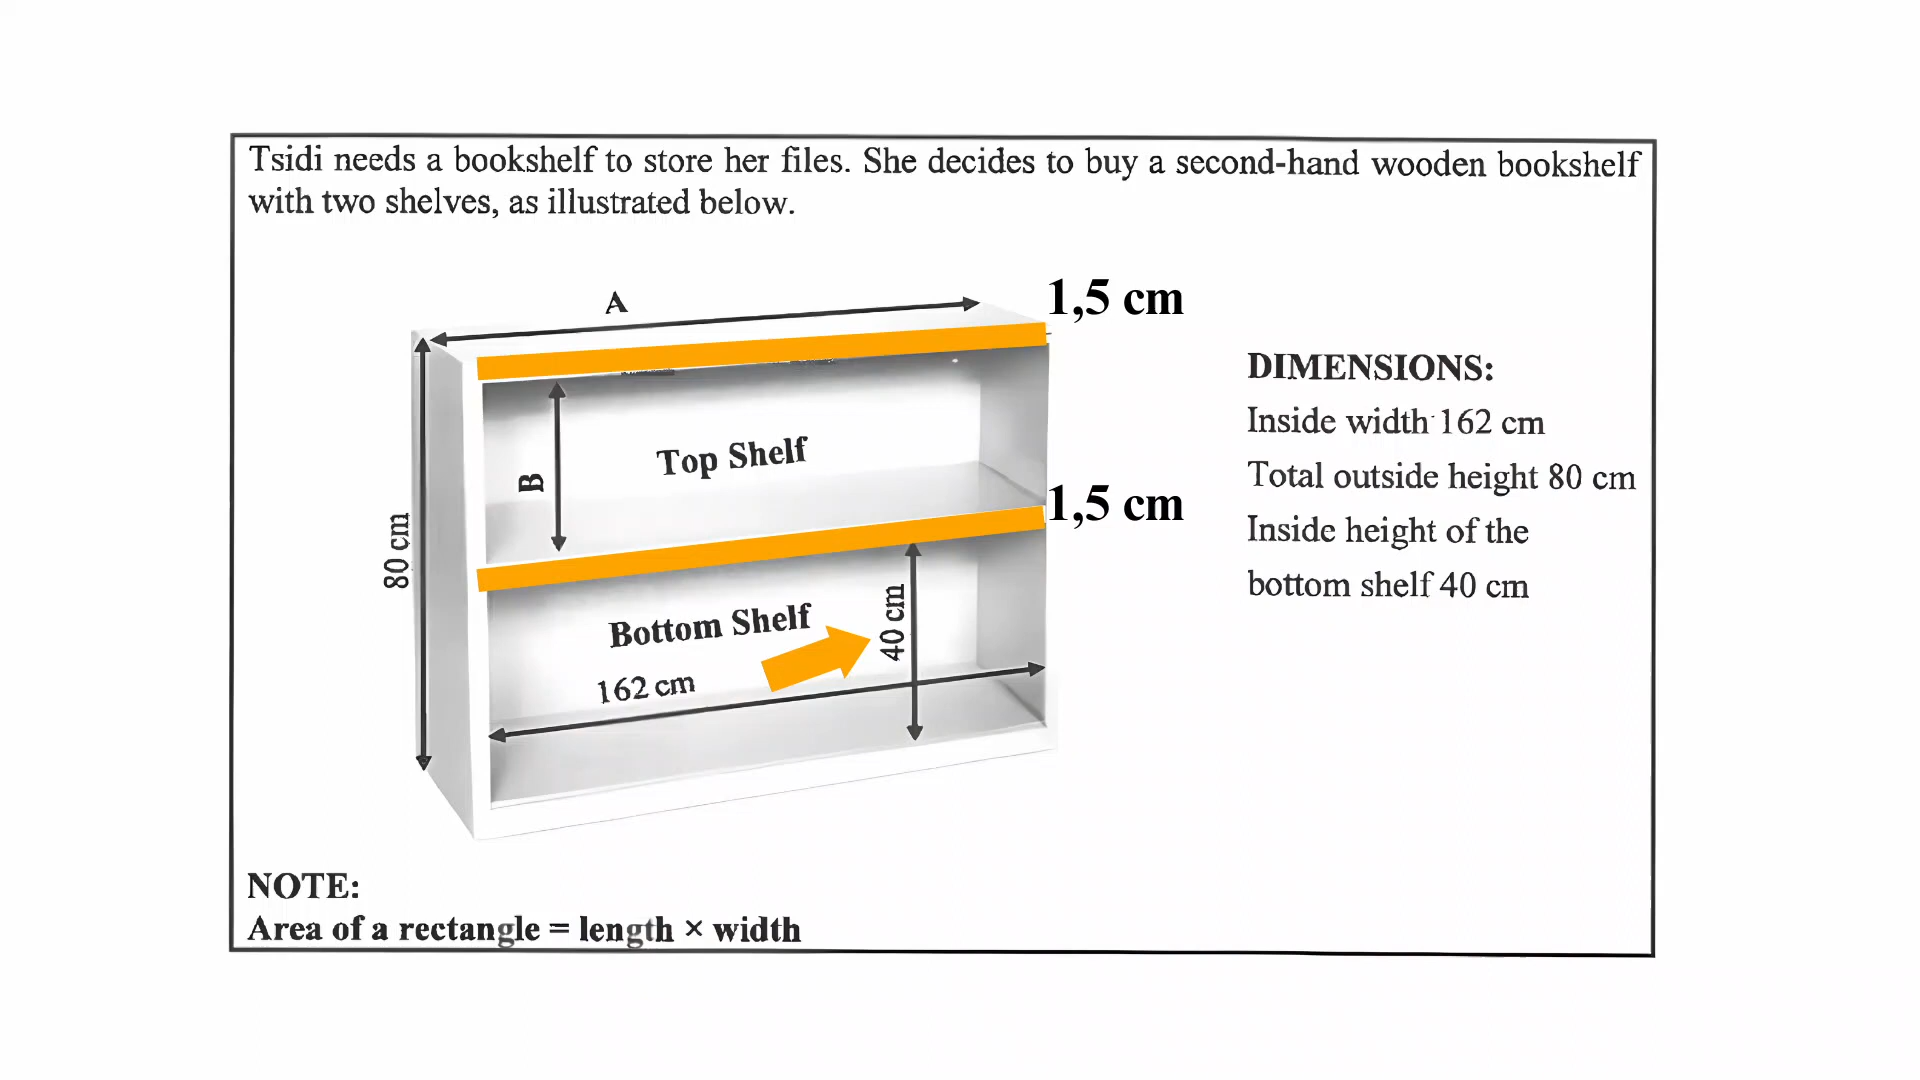 Tsidi needs a bookshelf to store her files. She decides to buy a second-hand wooden bookshelf
with two shelves, as illustrated below.
A
1,5 cm
DIMENSIONS:
Inside width 162 cm
Top Shelf
B
Total outside height 80 cm
1,5 cm
Inside height of the
80 cm
bottom shelf 40 cm
Bottom Shelf
40 cm
162 cm
NOTE:
Area of a rectangle = length × width